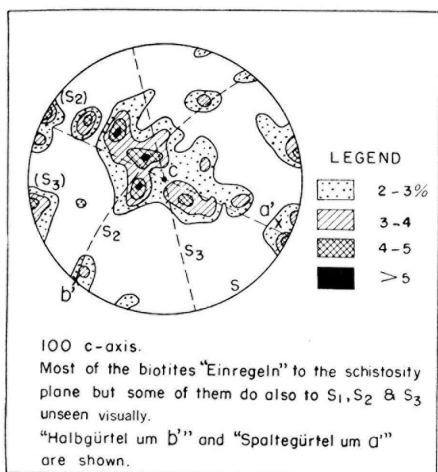 (S2)
(S3)
C
a'
S2
S3
S
b'
LEGEND
2-3%
3-4
4-5
>5
100 c-axis.
Most of the biotites "Einregeln" to the schistosity
plane but some of them do also to S1, S2 & S3
unseen visually.
"Halbgürtel um b'" and "Spaltegürtel um a'"
are shown.